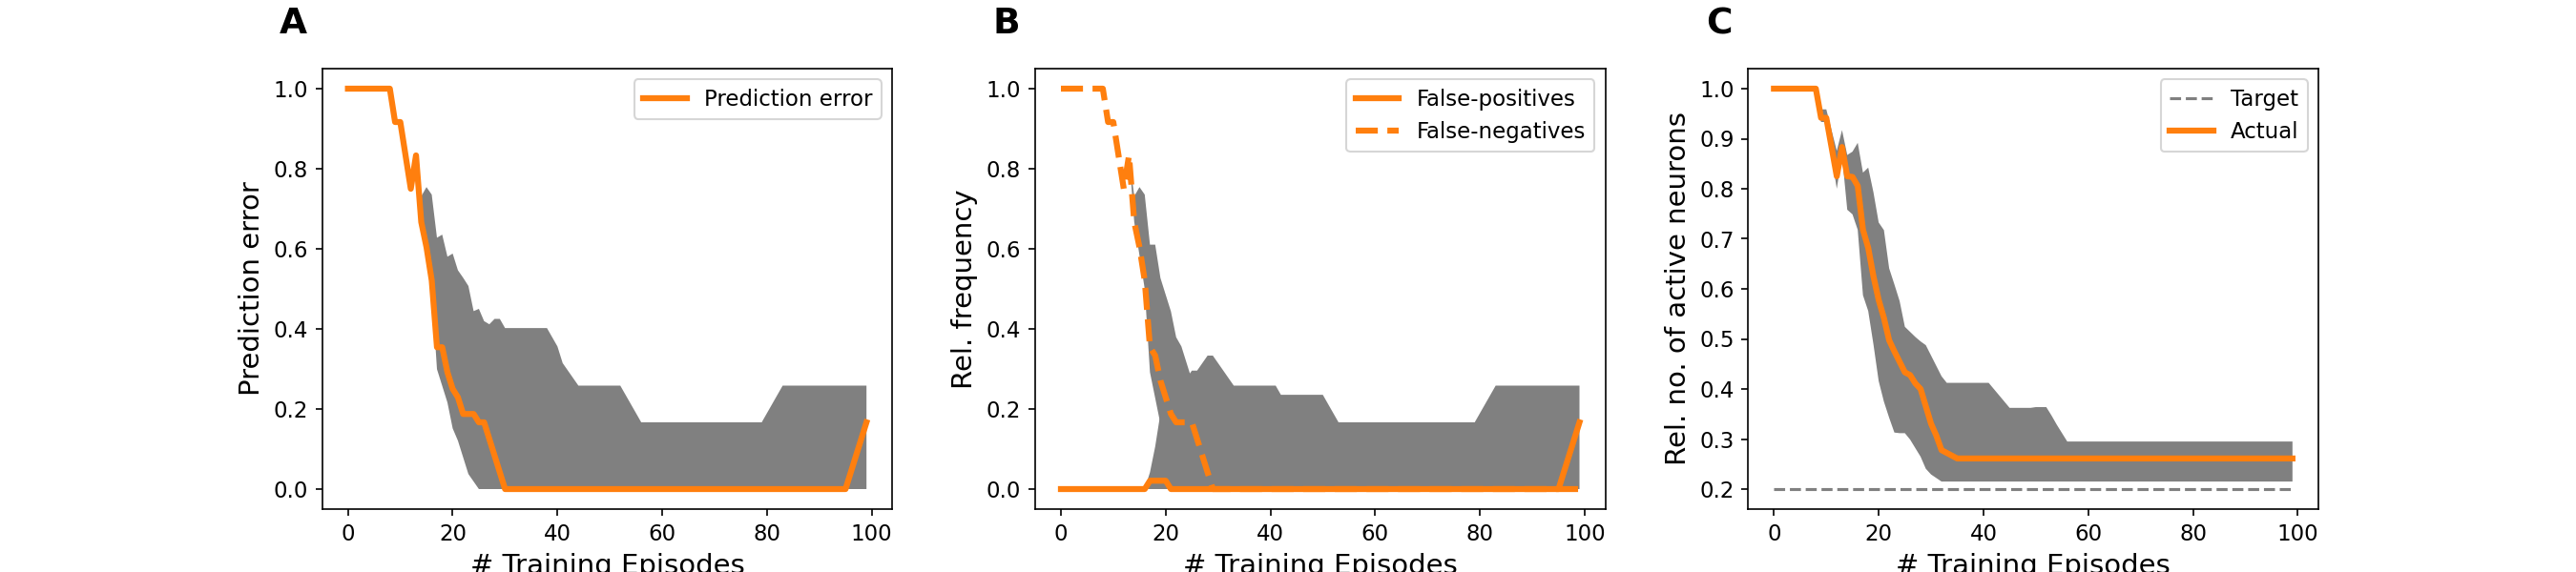 A
Prediction error
1.0
0.8
0.6
0.4
0.2
0.0
Prediction error
0 20 40 60 80 100
# Training Episodes
B
False-positives
False-negatives
1.0
0.8
0.6
0.4
0.2
0.0
Rel. frequency
0 20 40 60 80 100
# Training Episodes
C
Target
Actual
1.0
0.9
0.8
0.7
0.6
0.5
0.4
0.3
0.2
Rel. no. of active neurons
0 20 40 60 80 100
# Training Episodes